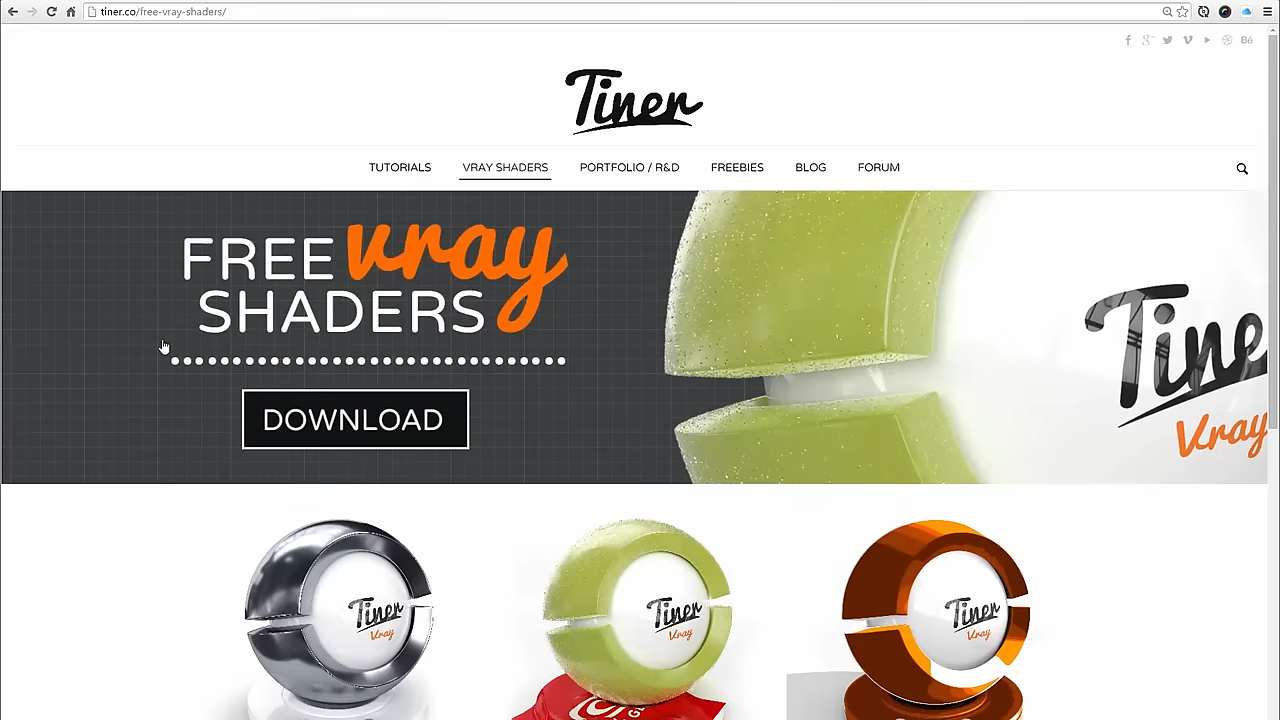 tiner.co/free-vray-shaders/
Tiner
TUTORIALS VRAY SHADERS PORTFOLIO / R&D FREEBIES BLOG FORUM
FREE vray
SHADERS
DOWNLOAD
Tine
Vray
Tiner
Vray
Tiner
Vray
Tiner
Vray